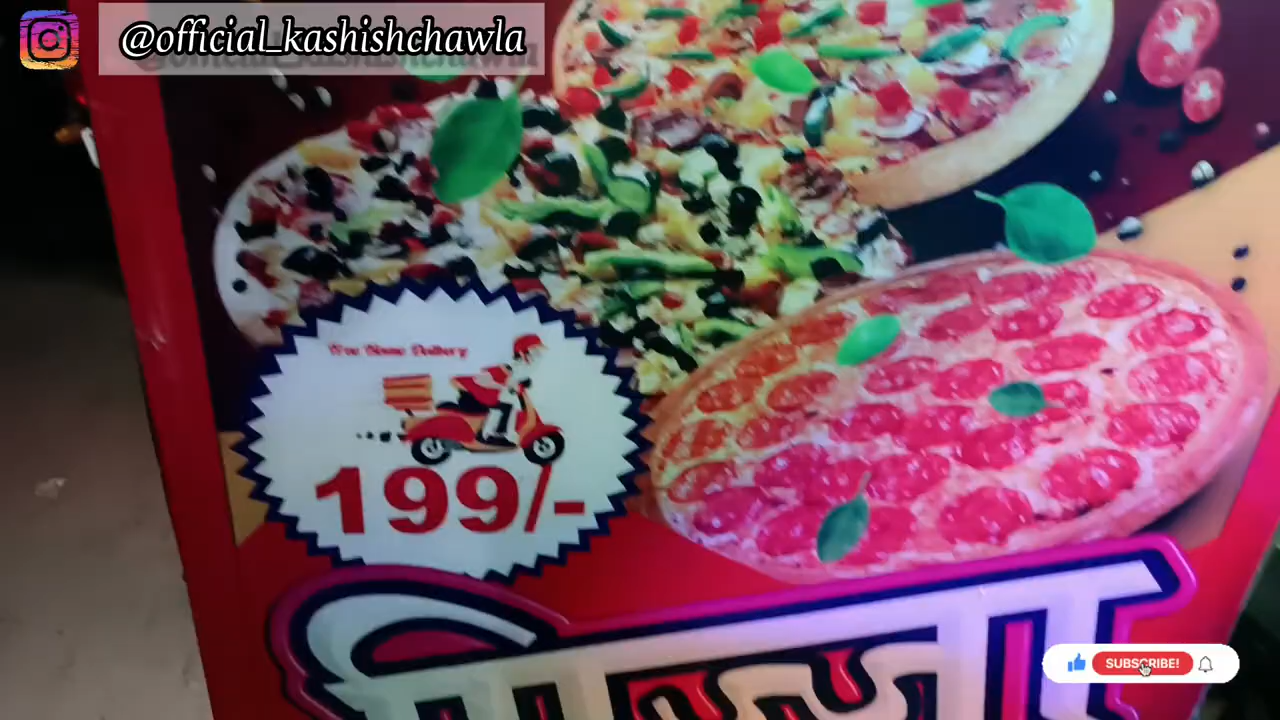 @official_kashishchawla
Free Home Delivery
199/-
पिज्जा
SUBSCRIBE!